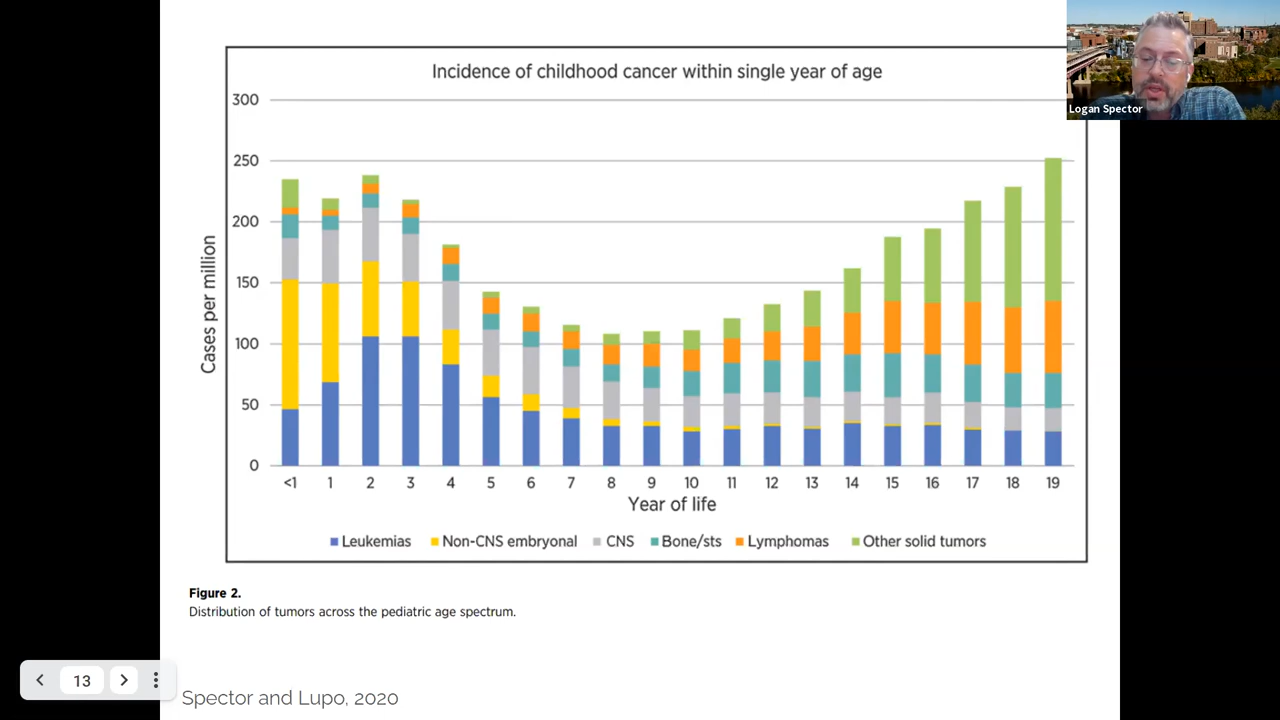 Logan Spector
Incidence of childhood cancer within single year of age
Cases per million
300
250
200
150
100
50
0
<1 1 2 3 4 5 6 7 8 9 10 11 12 13 14 15 16 17 18 19
Year of life
Leukemias Non-CNS embryonal CNS Bone/sts Lymphomas Other solid tumors
Figure 2.
Distribution of tumors across the pediatric age spectrum.
13
Spector and Lupo, 2020